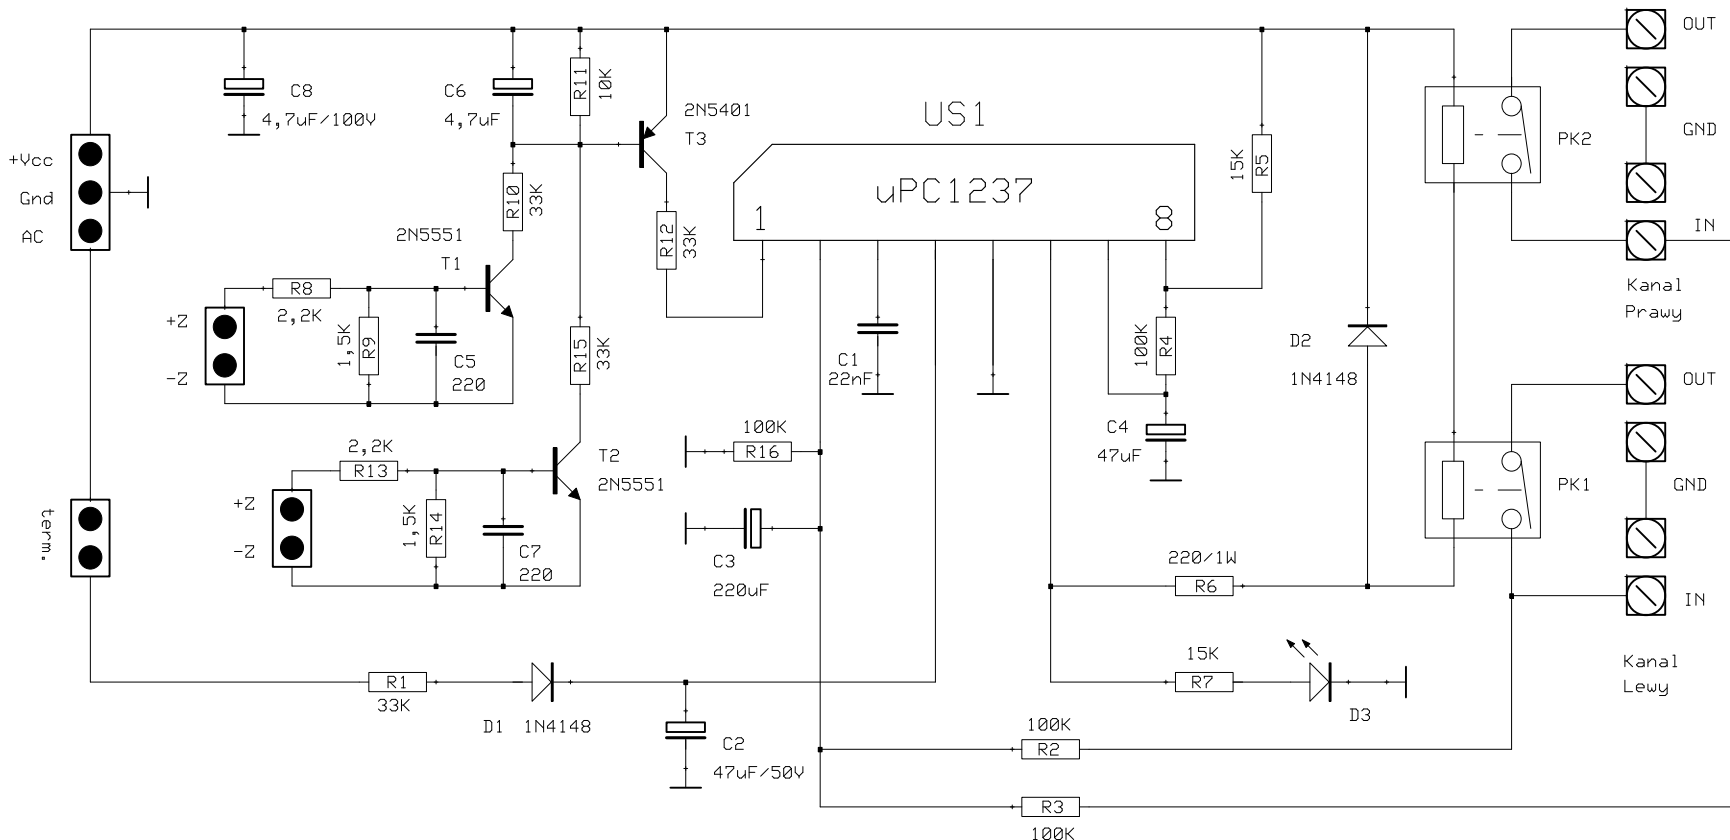 OUT
C8
4,7uF/100V
C6
4,7uF
R11
10K
2N5401
T3
US1
GND
+Vcc
Gnd
AC
R10
33K
R12
33K
uPC1237
1
8
15K
R5
PK2
IN
Kanal
Prawy
2N5551
T1
R8
2,2K
+Z
-Z
1,5K
R9
C5
220
R15
33K
C1
22nF
100K
R4
D2
1N4148
OUT
2,2K
R13
+Z
-Z
1,5K
R14
C7
220
T2
2N5551
100K
R16
C3
220uF
C4
47uF
PK1
GND
term.
220/1W
R6
IN
Kanal
Lewy
R1
33K
D1
1N4148
C2
47uF/50V
15K
R7
D3
100K
R2
R3
100K